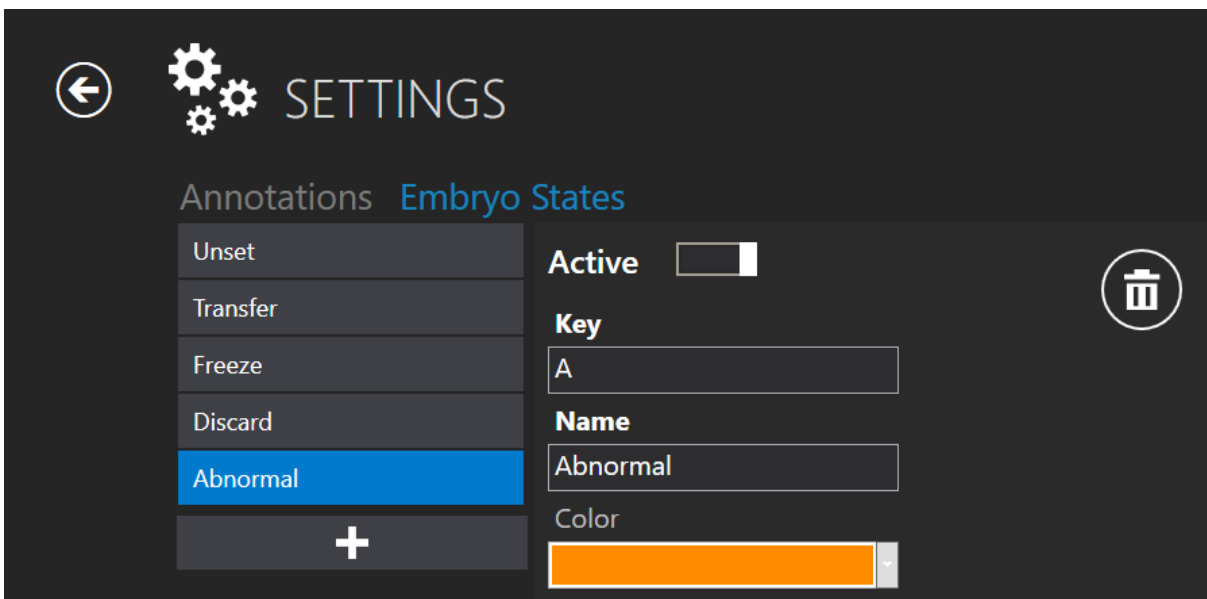 SETTINGS
Annotations Embryo States
Unset
Transfer
Freeze
Discard
Abnormal
Active
Key
A
Name
Abnormal
Color